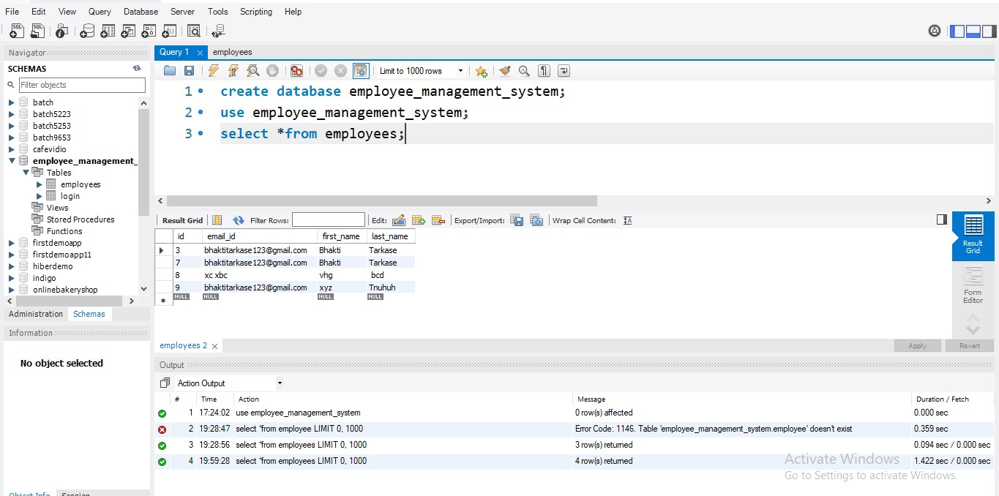 File Edit View Query Database Server Tools Scripting Help
Navigator
SCHEMAS
Filter objects
batch
batch5223
batch5253
batch9653
cafevidio
employee_management_
Tables
employees
login
Views
Stored Procedures
Functions
firstdemoapp
firstdemoapp11
hiberdemo
indigo
onlinebakeryshop
Administration Schemas
Information
No object selected
Object Info Session
Query 1 employees
Limit to 1000 rows
1 create database employee_management_system;
2 use employee_management_system;
3 select *from employees;
Result Grid Filter Rows: Edit: Export/Import: Wrap Cell Content:
id email_id first_name last_name
3 bhaktitarkase123@gmail.com Bhakti Tarkase
7 bhaktitarkase123@gmail.com Bhakti Tarkase
8 xc xbc vhg bcd
9 bhaktitarkase123@gmail.com xyz Tnuhuh
NULL NULL NULL NULL
Result
Grid
Form
Editor
employees 2 Apply Revert
Output
Action Output
# Time Action Message Duration / Fetch
1 17:24:02 use employee_management_system 0 row(s) affected 0.000 sec
2 19:28:47 select *from employee LIMIT 0, 1000 Error Code: 1146. Table 'employee_management_system.employee' doesn't exist 0.359 sec
3 19:28:56 select *from employees LIMIT 0, 1000 3 row(s) returned 0.094 sec / 0.000 sec
4 19:59:28 select *from employees LIMIT 0, 1000 4 row(s) returned 1.422 sec / 0.000 sec
Activate Windows
Go to Settings to activate Windows.